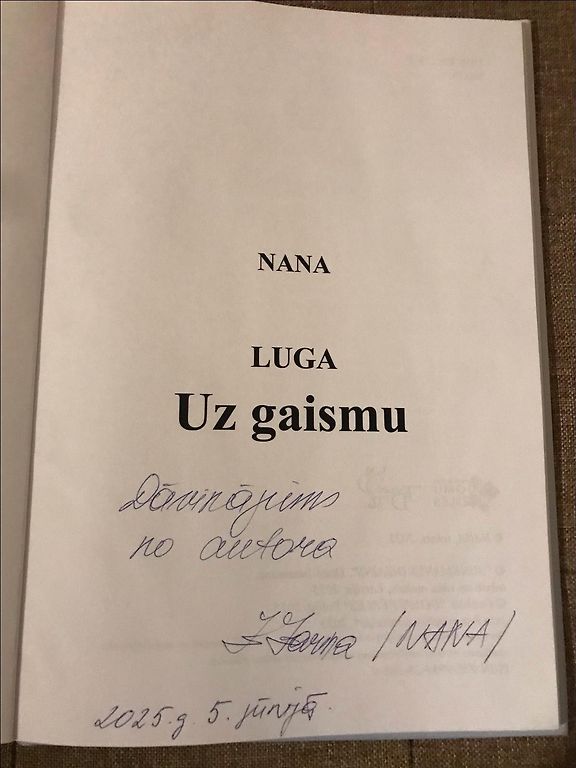 NANA
LUGA
Uz gaismu
Dāvinājums
no autora
/NANA/
2025.g. 5. jūnijā.